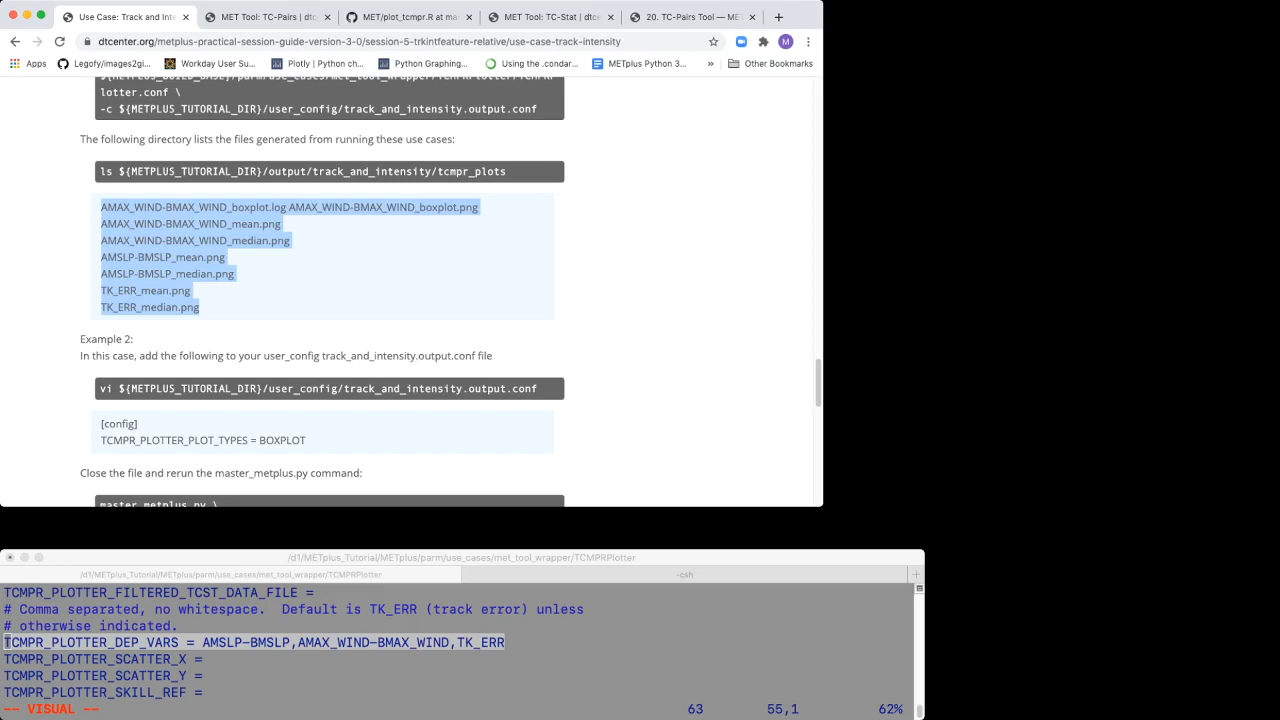 Use Case: Track and Inte
MET Tool: TC-Pairs | dtc
MET/plot_tcmpr.R at ma
MET Tool: TC-Stat | dtce
20. TC-Pairs Tool — MET
dtcenter.org/metplus-practical-session-guide-version-3-0/session-5-trkintfeature-relative/use-case-track-intensity
M
Apps
Legofy/images2gi
Workday User Su
Plotly (Python ch
Python Graphing
Using the .condar
METplus Python 3
»
Other Bookmarks
lotter.conf \
-c ${METPLUS_TUTORIAL_DIR}/user_config/track_and_intensity.output.conf
The following directory lists the files generated from running these use cases:
ls ${METPLUS_TUTORIAL_DIR}/output/track_and_intensity/tcmpr_plots
AMAX_WIND-BMAX_WIND_boxplot.log AMAX_WIND-BMAX_WIND_boxplot.png
AMAX_WIND-BMAX_WIND_mean.png
AMAX_WIND-BMAX_WIND_median.png
AMSLP-BMSLP_mean.png
AMSLP-BMSLP_median.png
TK_ERR_mean.png
TK_ERR_median.png
Example 2:
In this case, add the following to your user_config track_and_intensity.output.conf file
vi ${METPLUS_TUTORIAL_DIR}/user_config/track_and_intensity.output.conf
[config]
TCMPR_PLOTTER_PLOT_TYPES = BOXPLOT
Close the file and rerun the master_metplus.py command:
master_metplus.py \
/d1/METplus_Tutorial/METplus/parm/use_cases/met_tool_wrapper/TCMPRPlotter
/d1/METplus_Tutorial/METplus/parm/use_cases/met_tool_wrapper/TCMPRPlotter
-csh
TCMPR_PLOTTER_FILTERED_TCST_DATA_FILE =
# Comma separated, no whitespace. Default is TK_ERR (track error) unless
# otherwise indicated.
TCMPR_PLOTTER_DEP_VARS = AMSLP-BMSLP,AMAX_WIND-BMAX_WIND,TK_ERR
TCMPR_PLOTTER_SCATTER_X =
TCMPR_PLOTTER_SCATTER_Y =
TCMPR_PLOTTER_SKILL_REF =
-- VISUAL --
63
55,1
62%